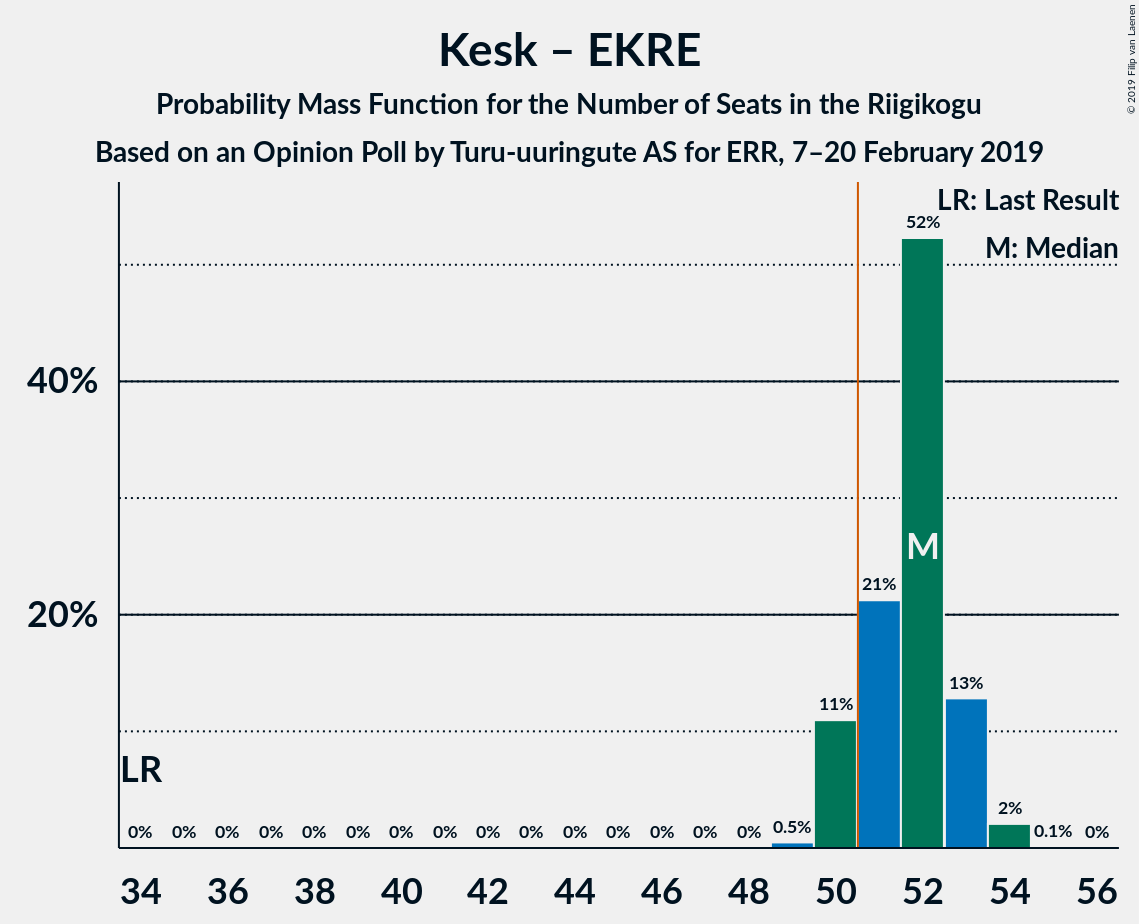 Kesk – EKRE
Probability Mass Function for the Number of Seats in the Riigikogu
Based on an Opinion Poll by Turu-uuringute AS for ERR, 7–20 February 2019
© 2019 Filip van Laenen
LR: Last Result
M: Median
52%
40%
M
21%
20%
13%
11%
LR
2%
0% 0% 0% 0% 0% 0% 0% 0% 0% 0% 0% 0% 0% 0% 0% 0.5% 0.1% 0%
34 36 38 40 42 44 46 48 50 52 54 56